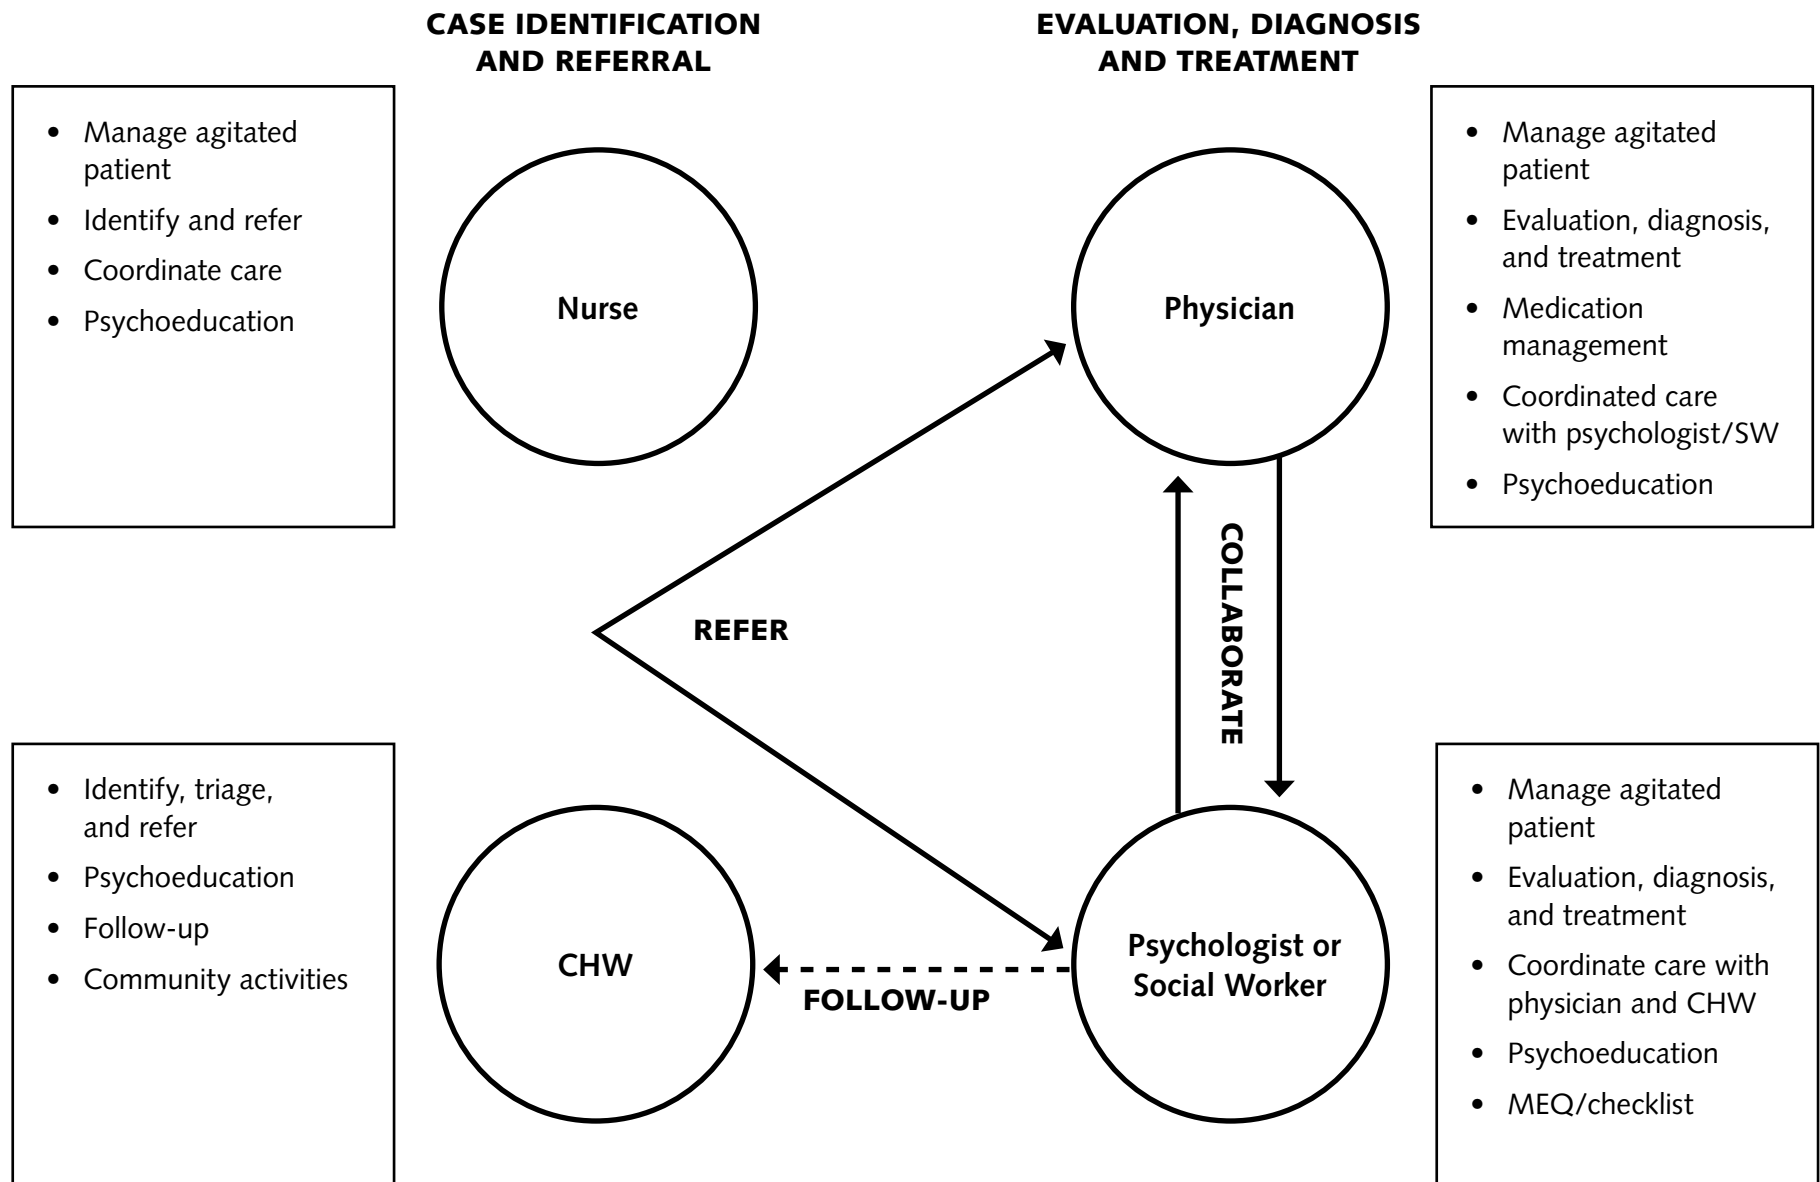 CASE IDENTIFICATION
AND REFERRAL
EVALUATION, DIAGNOSIS
AND TREATMENT
• Manage agitated
patient
• Identify and refer
• Coordinate care
• Psychoeducation
Nurse
Physician
• Manage agitated
patient
• Evaluation, diagnosis,
and treatment
• Medication
management
• Coordinated care
with psychologist/SW
• Psychoeducation
REFER
COLLABORATE
• Identify, triage,
and refer
• Psychoeducation
• Follow-up
• Community activities
CHW
FOLLOW-UP
Psychologist or
Social Worker
• Manage agitated
patient
• Evaluation, diagnosis,
and treatment
• Coordinate care with
physician and CHW
• Psychoeducation
• MEQ/checklist